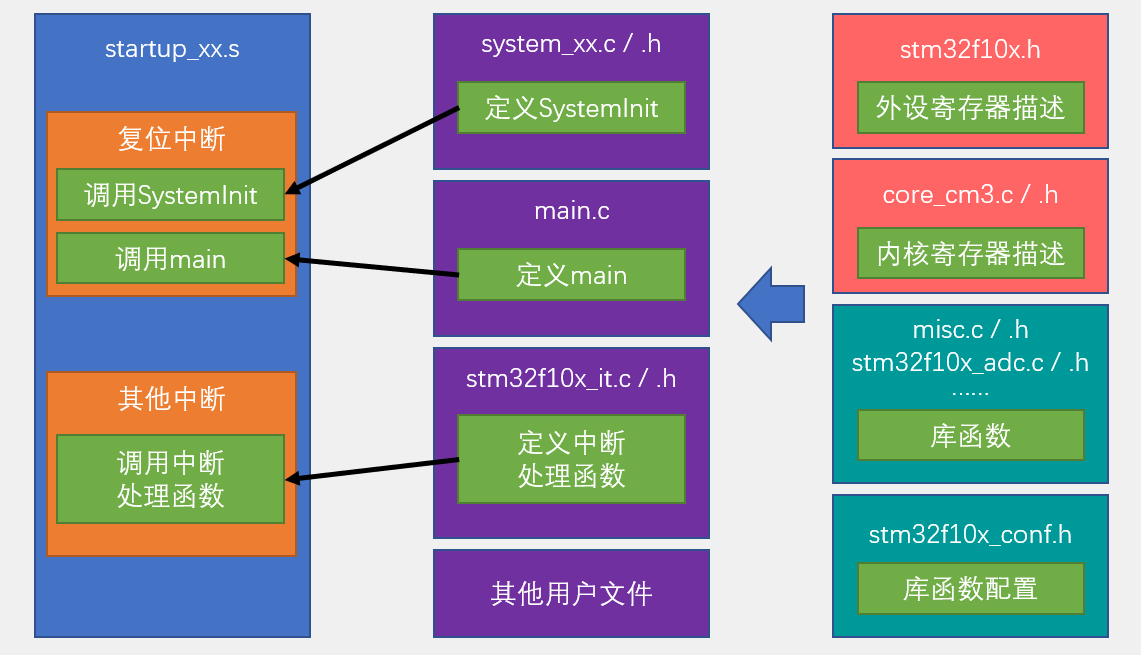 startup_xx.s
复位中断
调用SystemInit
调用main
其他中断
调用中断
处理函数
system_xx.c / .h
定义SystemInit
main.c
定义main
stm32f10x_it.c / .h
定义中断
处理函数
其他用户文件
stm32f10x.h
外设寄存器描述
core_cm3.c / .h
内核寄存器描述
misc.c / .h
stm32f10x_adc.c / .h
……
库函数
stm32f10x_conf.h
库函数配置